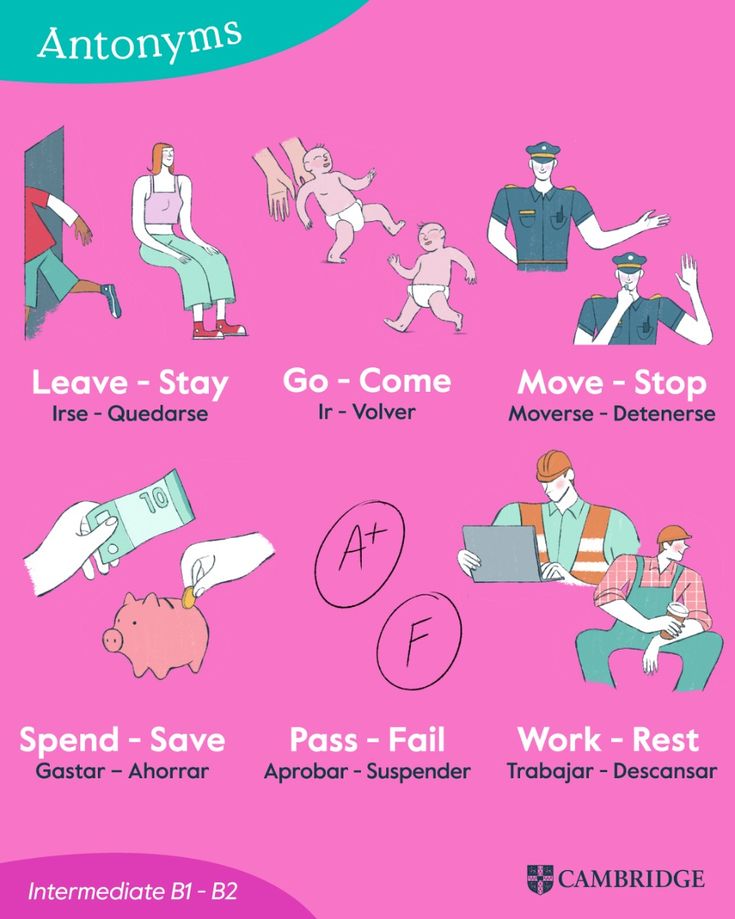 Antonyms
Leave - Stay
Irse - Quedarse
Go - Come
Ir - Volver
Move - Stop
Moverse - Detenerse
10
A+
F
Spend - Save
Gastar – Ahorrar
Pass - Fail
Aprobar - Suspender
Work - Rest
Trabajar - Descansar
Intermediate B1 - B2
CAMBRIDGE